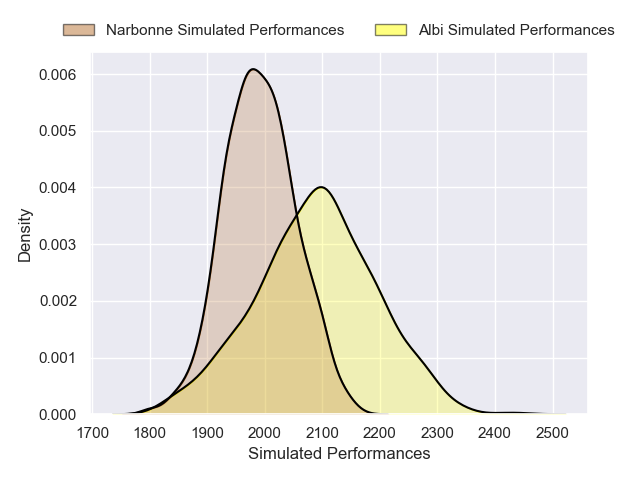 Narbonne Simulated Performances
Albi Simulated Performances
0.006
0.005
0.004
0.003
0.002
0.001
0.000
Density
1700 1800 1900 2000 2100 2200 2300 2400 2500
Simulated Performances